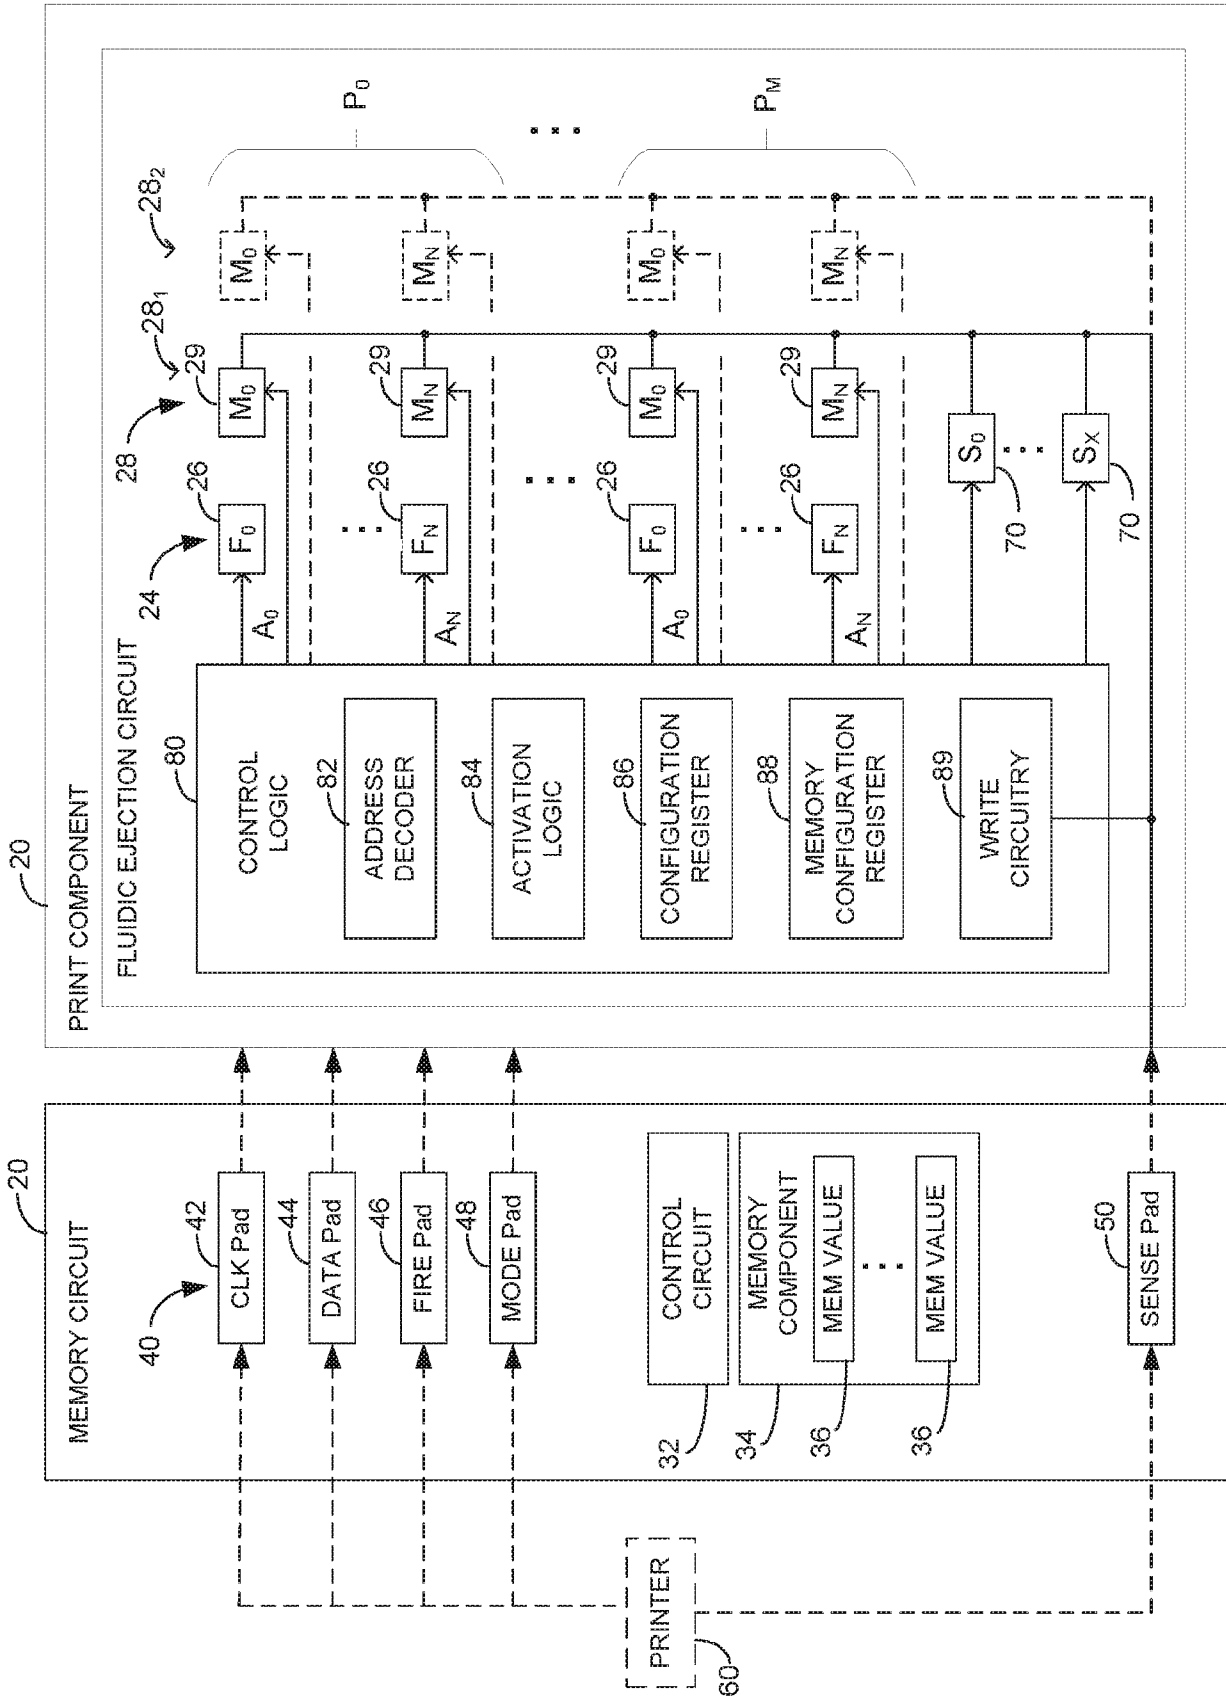 20
MEMORY CIRCUIT
40
42
CLK Pad
44
DATA Pad
46
FIRE Pad
48
MODE Pad
32
CONTROL
CIRCUIT
34
MEMORY
COMPONENT
36
MEM VALUE
36
MEM VALUE
50
SENSE Pad
PRINTER
60
20
PRINT COMPONENT
FLUIDIC EJECTION CIRCUIT
80
CONTROL
LOGIC
82
ADDRESS
DECODER
84
ACTIVATION
LOGIC
86
CONFIGURATION
REGISTER
88
MEMORY
CONFIGURATION
REGISTER
89
WRITE
CIRCUITRY
24
26
F0
A0
26
FN
AN
26
F0
A0
26
FN
AN
28
281
29
M0
29
MN
29
M0
29
MN
S0
70
SX
70
282
M0
MN
M0
MN
P0
PM